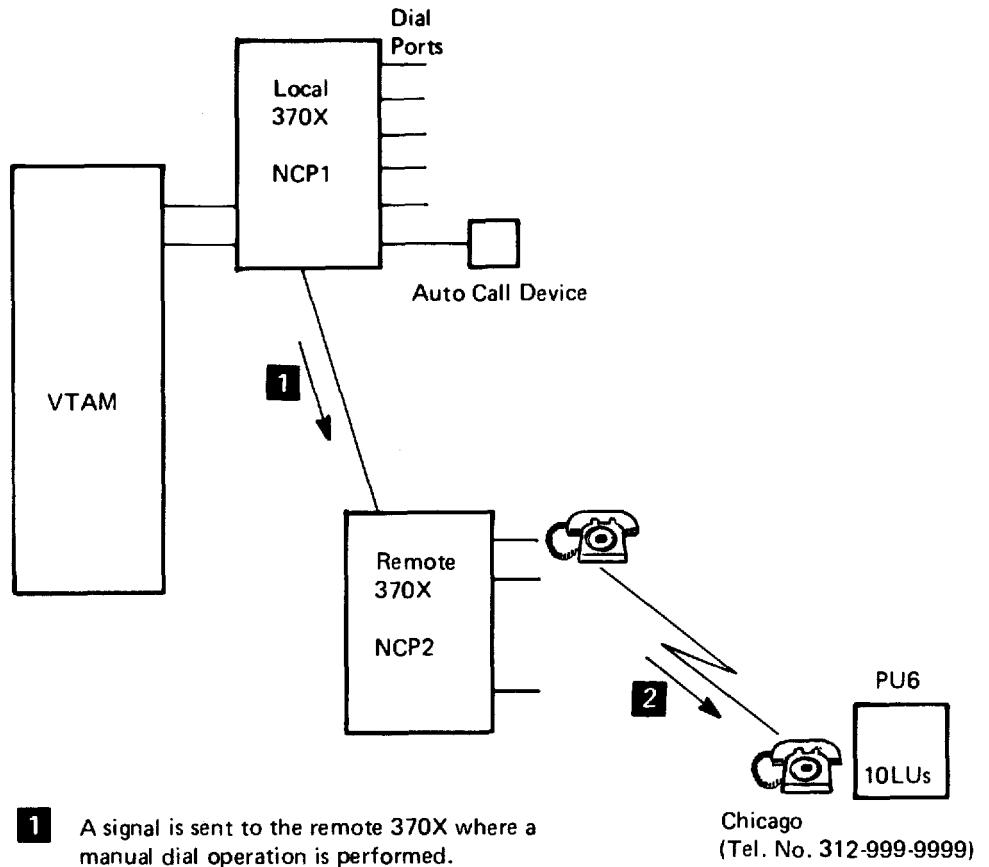 Dial
Ports
Local
370X
NCP1
Auto Call Device
1
VTAM
Remote
370X
NCP2
2
PU6
10LUs
Chicago
(Tel. No. 312-999-9999)
1 A signal is sent to the remote 370X where a
manual dial operation is performed.